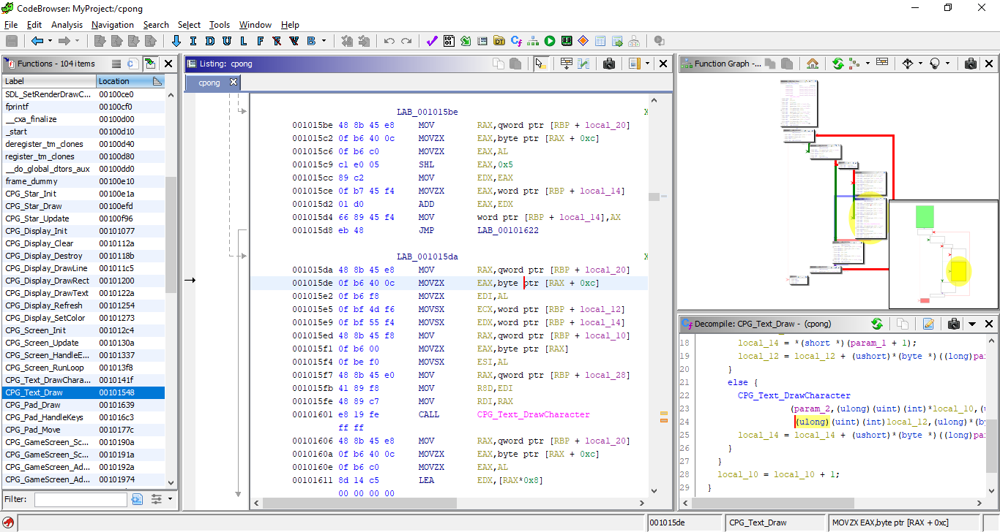 CodeBrowser: MyProject:/cpong
File Edit Analysis Navigation Search Select Tools Window Help
I D U L F R V B
Functions - 104 items
Label Location
SDL_SetRenderDrawC... 00100ce0
fprintf 00100cf0
__cxa_finalize 00100d00
_start 00100d10
deregister_tm_clones 00100d40
register_tm_clones 00100d80
__do_global_dtors_aux 00100dd0
frame_dummy 00100e10
CPG_Star_Init 00100e1a
CPG_Star_Draw 00100efd
CPG_Star_Update 00100f96
CPG_Display_Init 00101077
CPG_Display_Clear 0010112a
CPG_Display_Destroy 0010118b
CPG_Display_DrawLine 001011c5
CPG_Display_DrawRect 00101200
CPG_Display_DrawText 0010122a
CPG_Display_Refresh 00101254
CPG_Display_SetColor 00101273
CPG_Screen_Init 001012c4
CPG_Screen_Update 0010130a
CPG_Screen_HandleE... 00101337
CPG_Screen_RunLoop 001013f8
CPG_Text_DrawChara... 0010141f
CPG_Text_Draw 00101548
CPG_Pad_Draw 00101639
CPG_Pad_HandleKeys 001016c3
CPG_Pad_Move 0010177c
CPG_GameScreen_Sc... 0010190a
CPG_GameScreen_Sc... 0010191a
CPG_GameScreen_Ad... 0010192a
CPG_GameScreen_Ad... 00101974
Filter:
Listing: cpong
cpong
LAB_001015be X
001015be 48 8b 45 e8 MOV RAX,qword ptr [RBP + local_20]
001015c2 0f b6 40 0c MOVZX EAX,byte ptr [RAX + 0xc]
001015c6 0f b6 c0 MOVZX EAX,AL
001015c9 c1 e0 05 SHL EAX,0x5
001015cc 89 c2 MOV EDX,EAX
001015ce 0f b7 45 f4 MOVZX EAX,word ptr [RBP + local_14]
001015d2 01 d0 ADD EAX,EDX
001015d4 66 89 45 f4 MOV word ptr [RBP + local_14],AX
001015d8 eb 48 JMP LAB_00101622
LAB_001015da X
001015da 48 8b 45 e8 MOV RAX,qword ptr [RBP + local_20]
001015de 0f b6 40 0c MOVZX EAX,byte ptr [RAX + 0xc]
001015e2 0f b6 f8 MOVZX EDI,AL
001015e5 0f bf 4d f6 MOVSX ECX,word ptr [RBP + local_12]
001015e9 0f bf 55 f4 MOVSX EDX,word ptr [RBP + local_14]
001015ed 48 8b 45 f8 MOV RAX,qword ptr [RBP + local_10]
001015f1 0f b6 00 MOVZX EAX,byte ptr [RAX]
001015f4 0f be f0 MOVSX ESI,AL
001015f7 48 8b 45 e0 MOV RAX,qword ptr [RBP + local_28]
001015fb 41 89 f8 MOV R8D,EDI
001015fe 48 89 c7 MOV RDI,RAX
00101601 e8 19 fe CALL CPG_Text_DrawCharacter
ff ff
00101606 48 8b 45 e8 MOV RAX,qword ptr [RBP + local_20]
0010160a 0f b6 40 0c MOVZX EAX,byte ptr [RAX + 0xc]
0010160e 0f b6 c0 MOVZX EAX,AL
00101611 8d 14 c5 LEA EDX,[RAX*0x8]
00 00 00 00
Function Graph -...
Decompile: CPG_Text_Draw - (cpong)
18 local_14 = *(short *)(param_1 + 1);
19 local_12 = local_12 + (ushort)*(byte *)((long)par
20 }
21 else {
22 CPG_Text_DrawCharacter
23 (param_2,(ulong)(uint)(int)*local_10,(u
24 (ulong)(uint)(int)local_12,(ulong)*(by
25 local_14 = local_14 + (ushort)*(byte *)((long)par
26 }
27 }
28 local_10 = local_10 + 1;
29 }
001015de CPG_Text_Draw MOVZX EAX,byte ptr [RAX + 0xc]